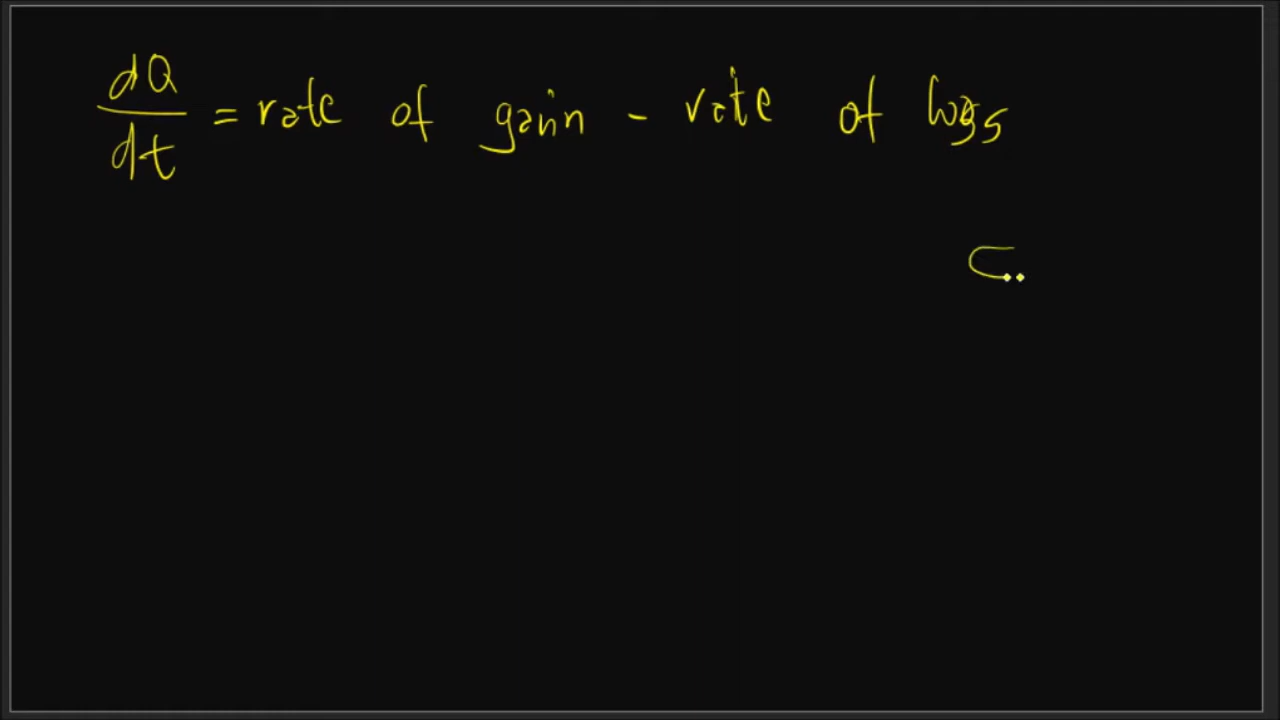 dQ/dt = rate of gain - rate of loss